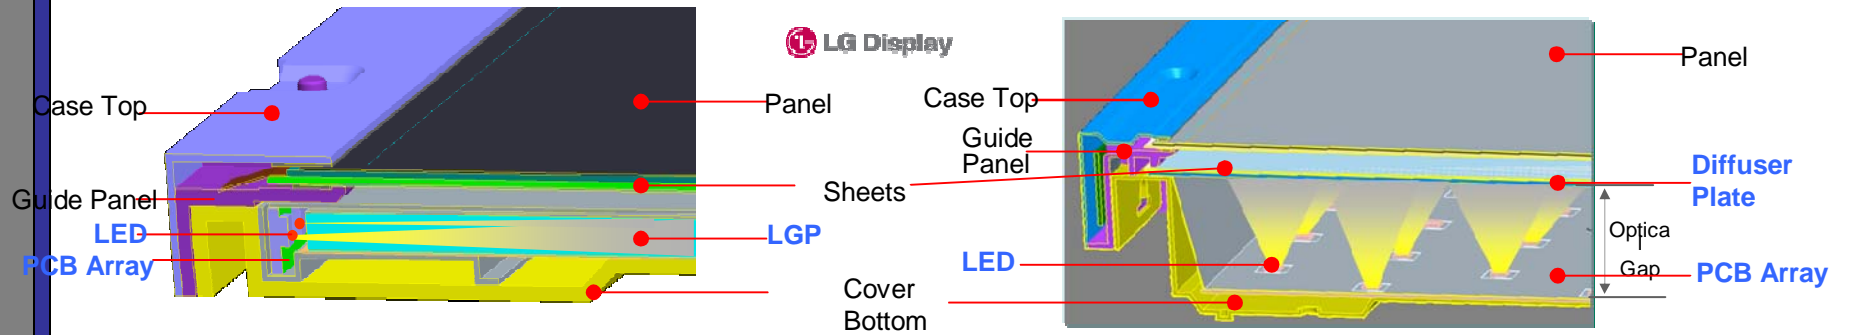 LG Display
Case Top
Panel
Guide Panel
LED
PCB Array
LGP
Sheets
Cover
Bottom
Case Top
Guide
Panel
Panel
Diffuser
Plate
LED
Optica
l
Gap
PCB Array